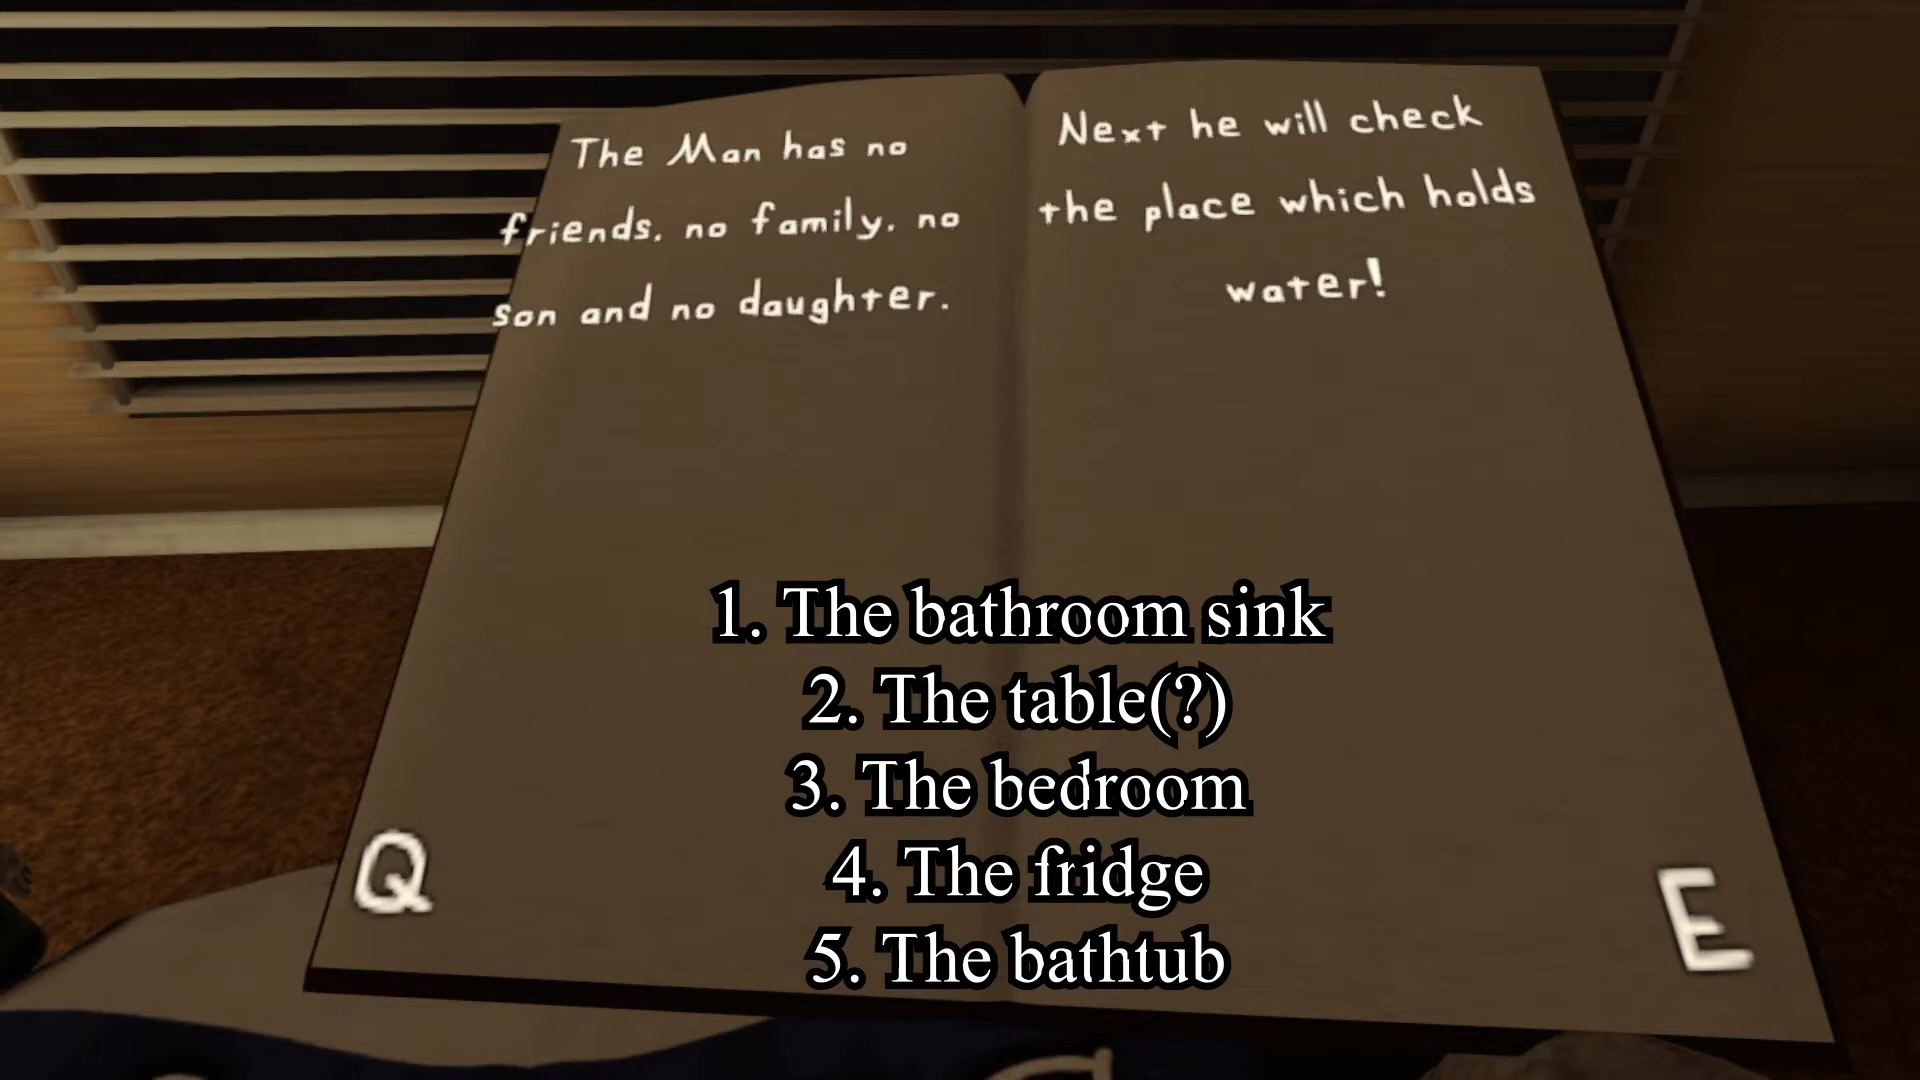 The Man has no
friends, no family, no
son and no daughter.
Next he will check
the place which holds
water!
1. The bathroom sink
2. The table(?)
3. The bedroom
4. The fridge
5. The bathtub
Q
E